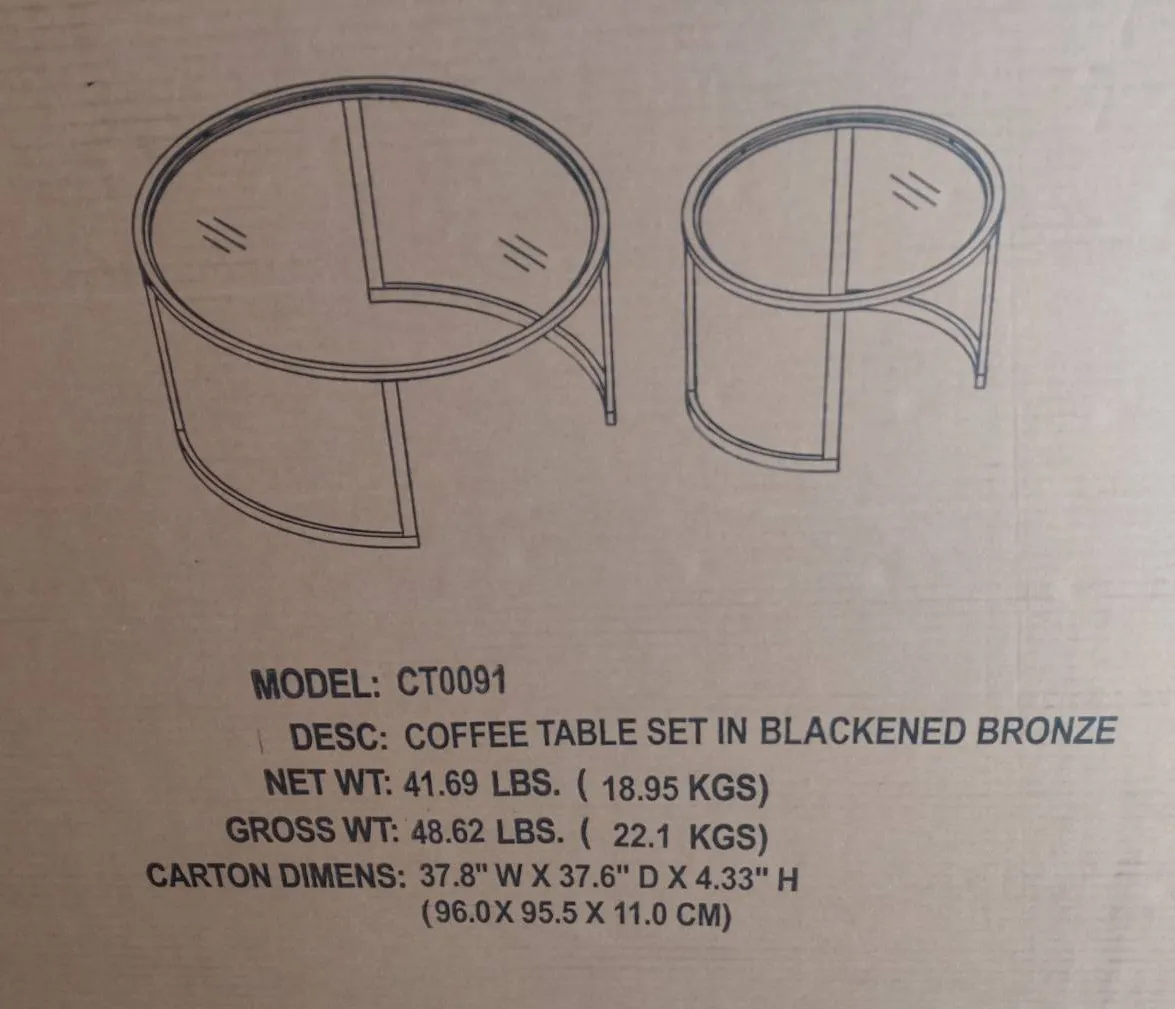 MODEL: CT0091
DESC: COFFEE TABLE SET IN BLACKENED BRONZE
NET WT: 41.69 LBS. ( 18.95 KGS)
GROSS WT: 48.62 LBS. ( 22.1 KGS)
CARTON DIMENS: 37.8" W X 37.6" D X 4.33" H
(96.0X 95.5 X 11.0 CM)